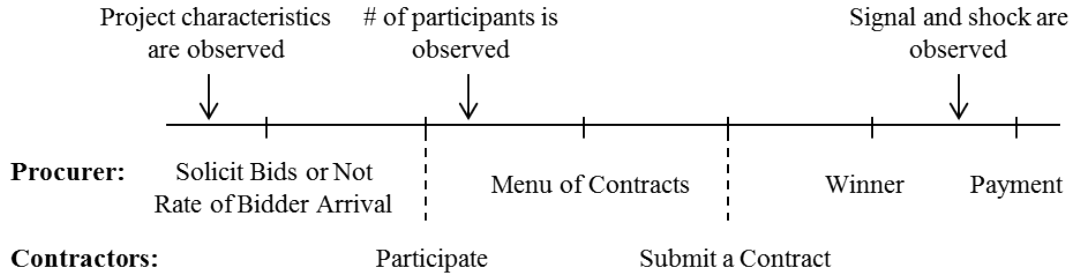 Project characteristics
are observed
# of participants is
observed
Signal and shock are
observed
Procurer:
Solicit Bids or Not
Rate of Bidder Arrival
Menu of Contracts
Winner
Payment
Contractors:
Participate
Submit a Contract